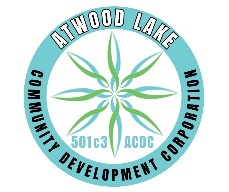 ATWOOD LAKE
501c3 ACDC
COMMUNITY DEVELOPMENT CORPORATION